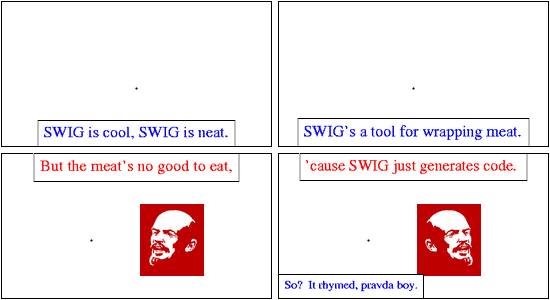 SWIG is cool, SWIG is neat.
SWIG's a tool for wrapping meat.
But the meat's no good to eat,
'cause SWIG just generates code.
So? It rhymed, pravda boy.